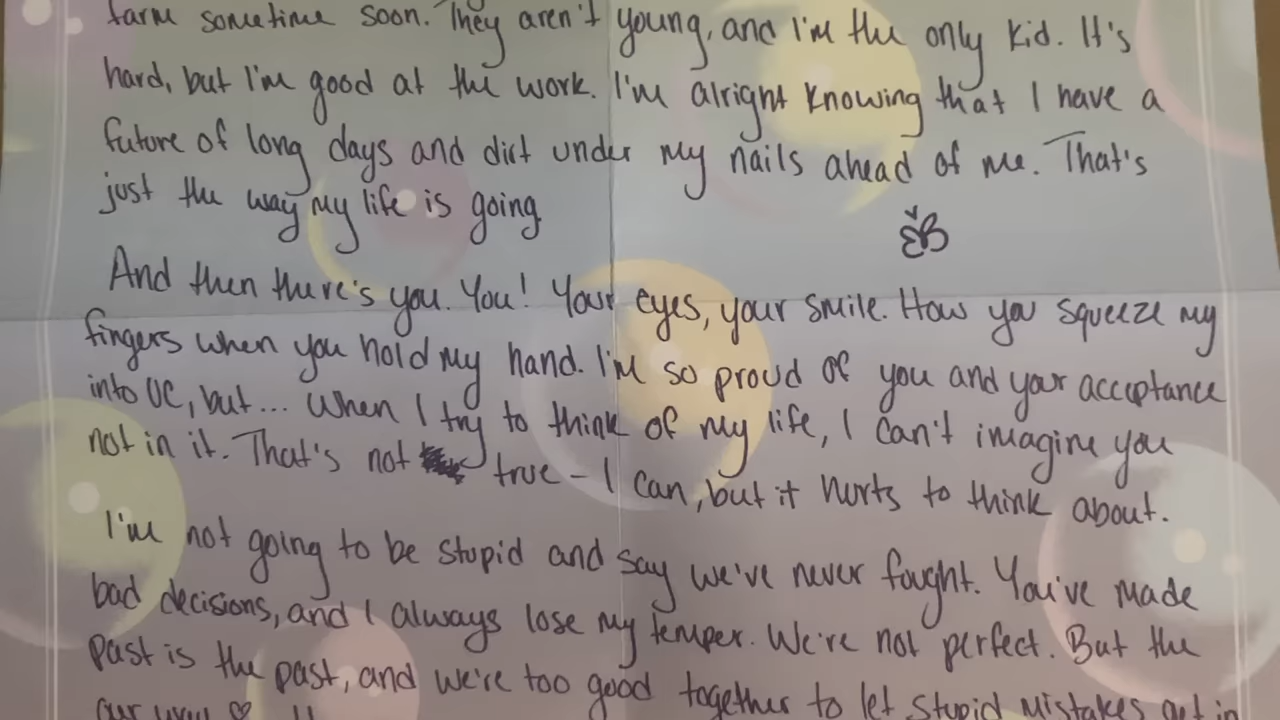 farm sometime soon. They aren't young, and I'm the only kid. It's
hard, but I'm good at the work. I'm alright knowing that I have a
future of long days and dirt under my nails ahead of me. That's
just the way my life is going
And then there's you. You! Your eyes, your smile. How you squeeze my
fingers when you hold my hand. I'm so proud of you and your acceptance
into UC, but... When I try to think of my life, I can't imagine you
not in it. That's not true - I can, but it hurts to think about.
I'm not going to be stupid and say we've never fought. You've made
bad decisions, and I always lose my temper. We're not perfect. But the
past is the past, and we're too good together to let stupid mistakes get in
our way! ♡